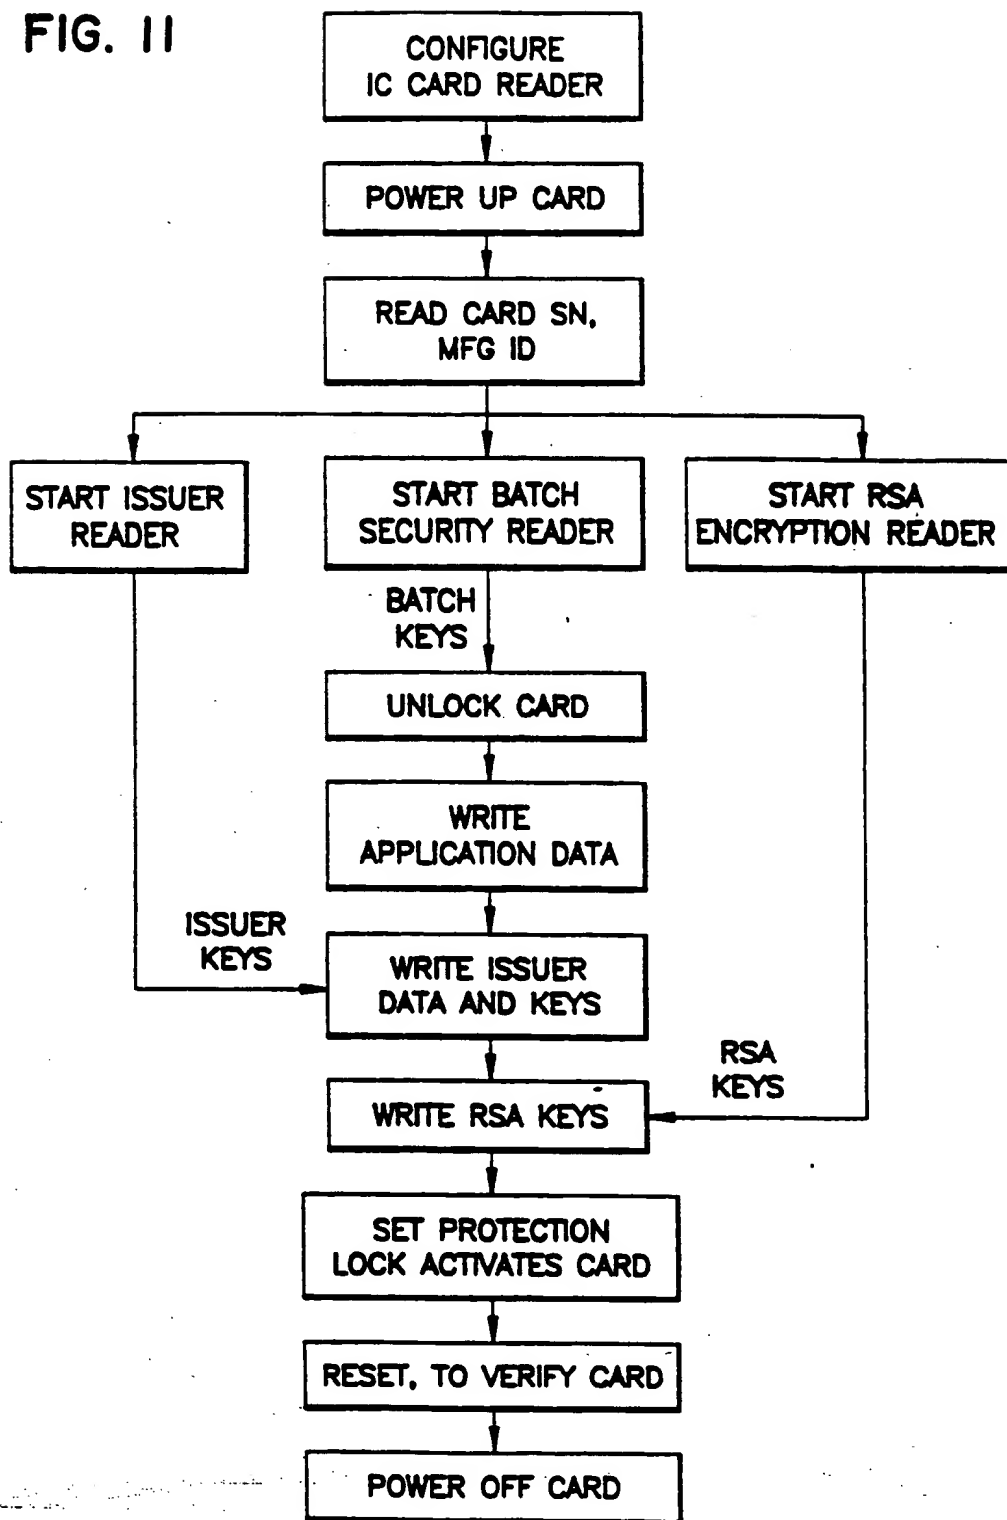 FIG. 11
CONFIGURE
IC CARD READER
POWER UP CARD
READ CARD SN,
MFG ID
START ISSUER
READER
START BATCH
SECURITY READER
START RSA
ENCRYPTION READER
BATCH
KEYS
UNLOCK CARD
WRITE
APPLICATION DATA
ISSUER
KEYS
WRITE ISSUER
DATA AND KEYS
RSA
KEYS
WRITE RSA KEYS
SET PROTECTION
LOCK ACTIVATES CARD
RESET, TO VERIFY CARD
POWER OFF CARD